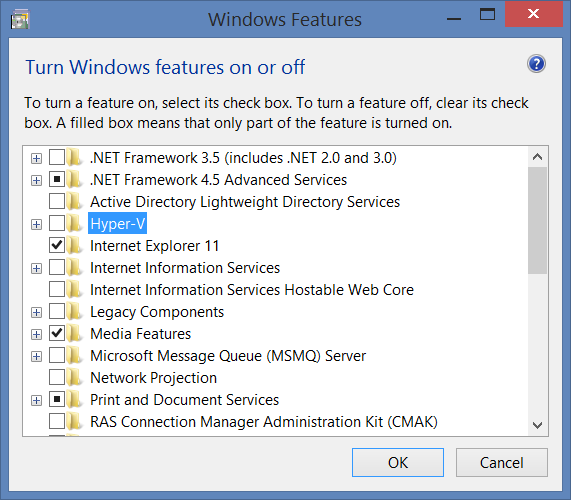 Windows Features
Turn Windows features on or off
To turn a feature on, select its check box. To turn a feature off, clear its check
box. A filled box means that only part of the feature is turned on.
.NET Framework 3.5 (includes .NET 2.0 and 3.0)
.NET Framework 4.5 Advanced Services
Active Directory Lightweight Directory Services
Hyper-V
Internet Explorer 11
Internet Information Services
Internet Information Services Hostable Web Core
Legacy Components
Media Features
Microsoft Message Queue (MSMQ) Server
Network Projection
Print and Document Services
RAS Connection Manager Administration Kit (CMAK)
OK
Cancel